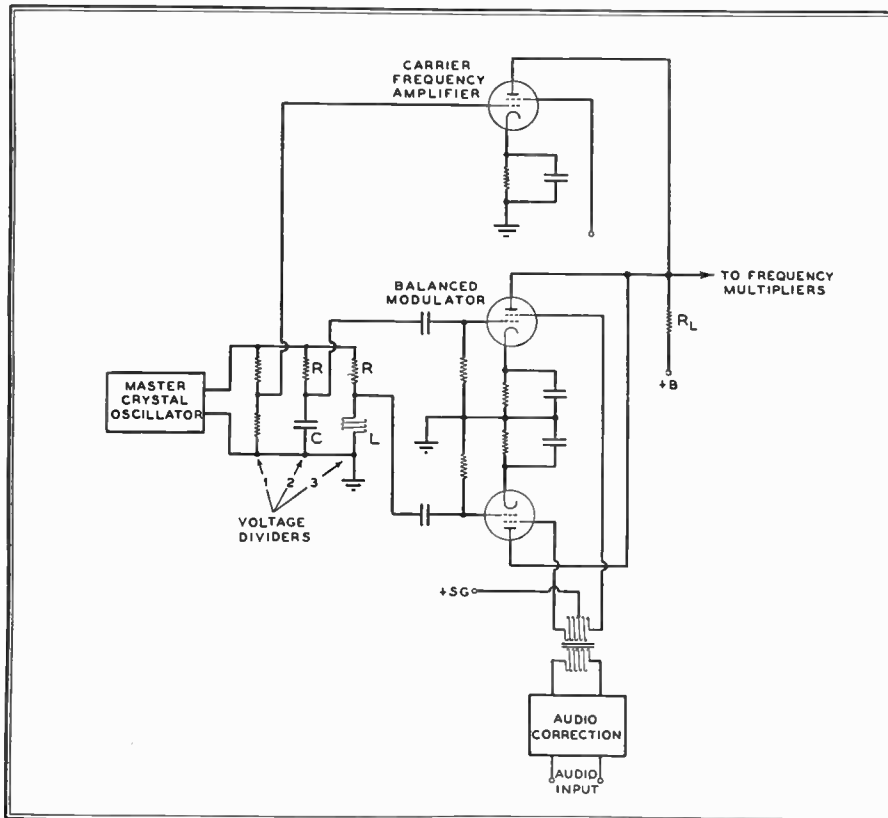 CARRIER
FREQUENCY
AMPLIFIER
TO FREQUENCY
MULTIPLIERS
BALANCED
MODULATOR
R_L
+B
MASTER
CRYSTAL
OSCILLATOR
R
R
C
L
1
2
3
VOLTAGE
DIVIDERS
+SG
AUDIO
CORRECTION
AUDIO
INPUT